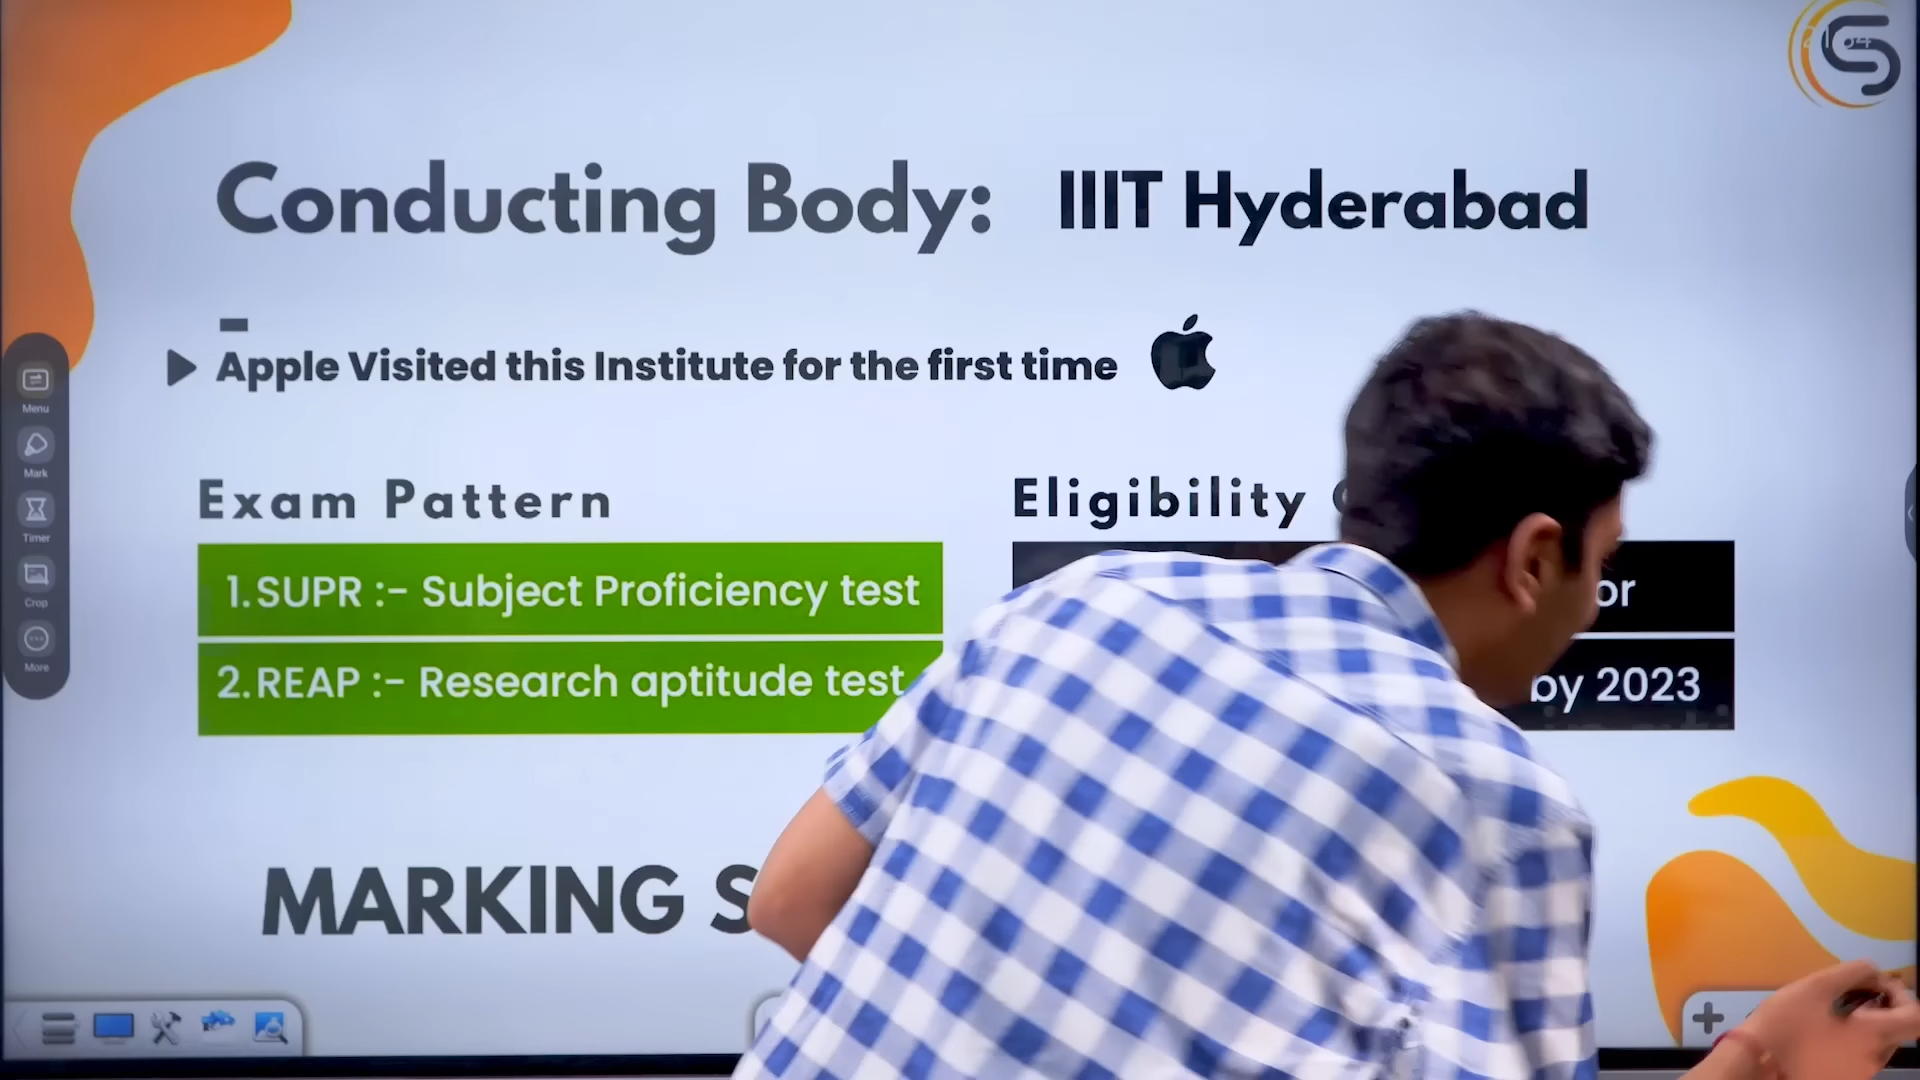 Conducting Body: IIIT Hyderabad
Apple Visited this Institute for the first time
Exam Pattern
1. SUPR :- Subject Proficiency test
2. REAP :- Research aptitude test
Eligibility
or
by 2023
MARKING
Menu
Mark
Timer
Crop
More